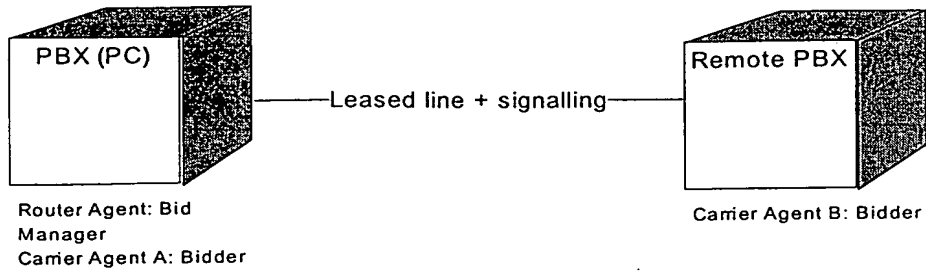 PBX (PC)
Remote PBX
Leased line + signalling
Router Agent: Bid
Manager
Carrier Agent A: Bidder
Carrier Agent B: Bidder